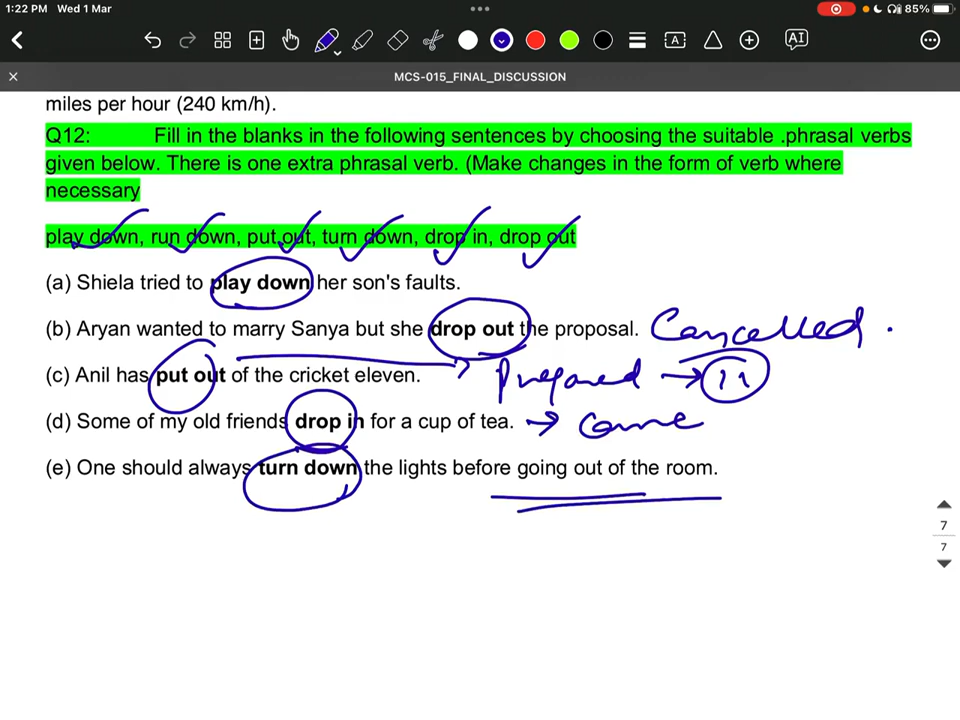 1:22 PM Wed 1 Mar
85%
A
AI
MCS-015_FINAL_DISCUSSION
miles per hour (240 km/h).
Q12: Fill in the blanks in the following sentences by choosing the suitable .phrasal verbs
given below. There is one extra phrasal verb. (Make changes in the form of verb where
necessary
play down, run down, put out, turn down, drop in, drop out
(a) Shiela tried to play down her son's faults.
(b) Aryan wanted to marry Sanya but she drop out the proposal. Cancelled.
(c) Anil has put out of the cricket eleven. Prepared → 11
(d) Some of my old friends drop in for a cup of tea. → Come
(e) One should always turn down the lights before going out of the room.
7
7